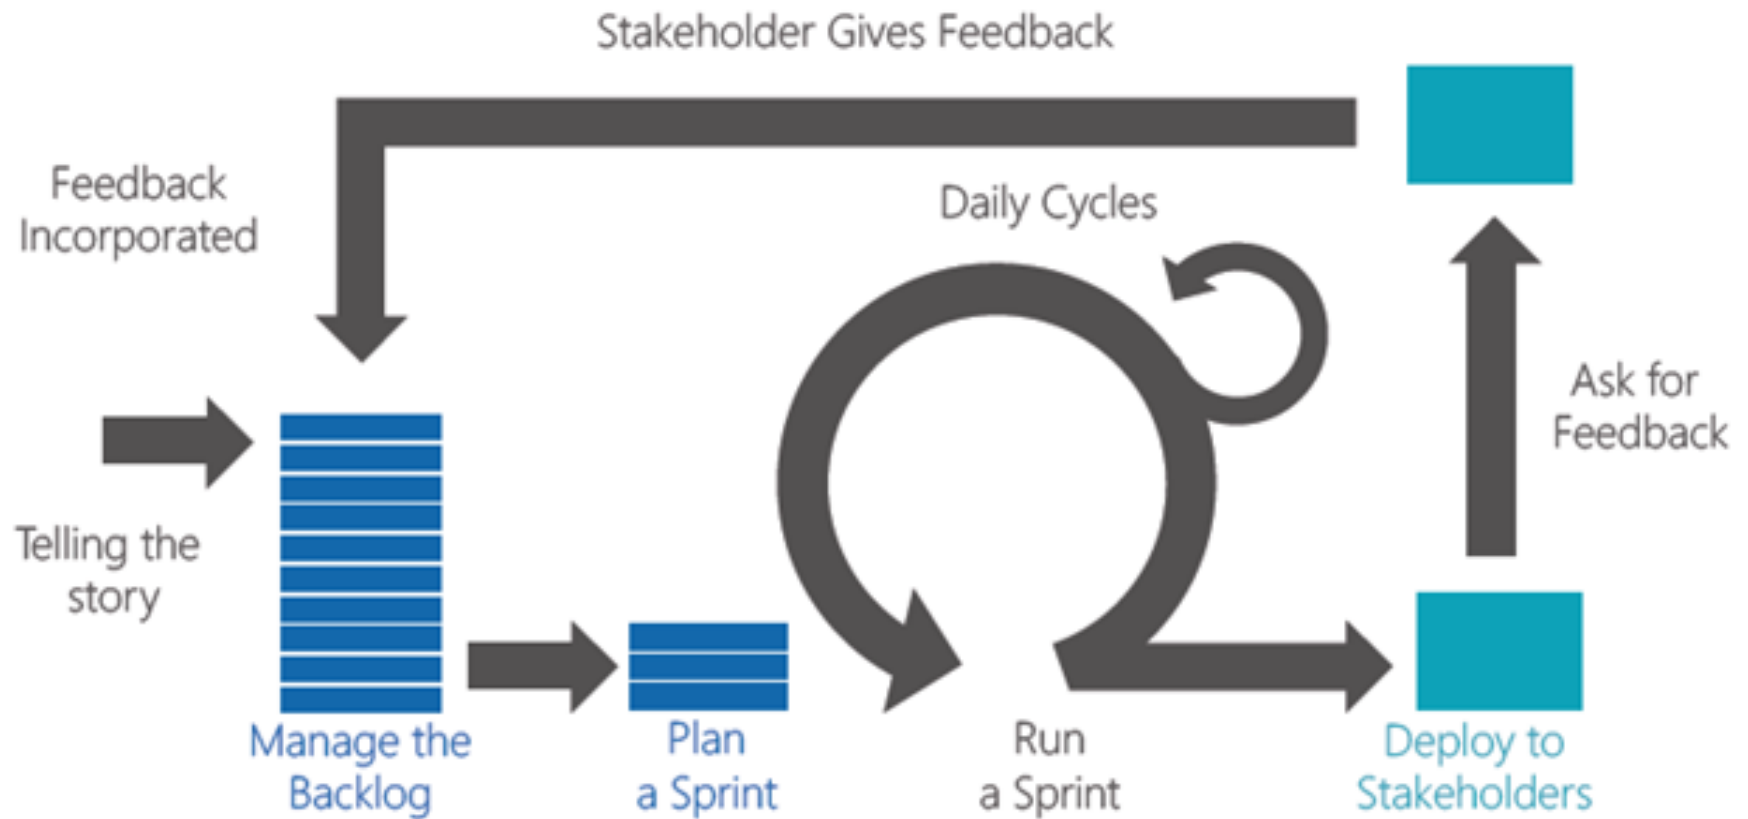 Stakeholder Gives Feedback
Feedback
Incorporated
Daily Cycles
Ask for
Feedback
Telling the
story
Manage the
Backlog
Plan
a Sprint
Run
a Sprint
Deploy to
Stakeholders